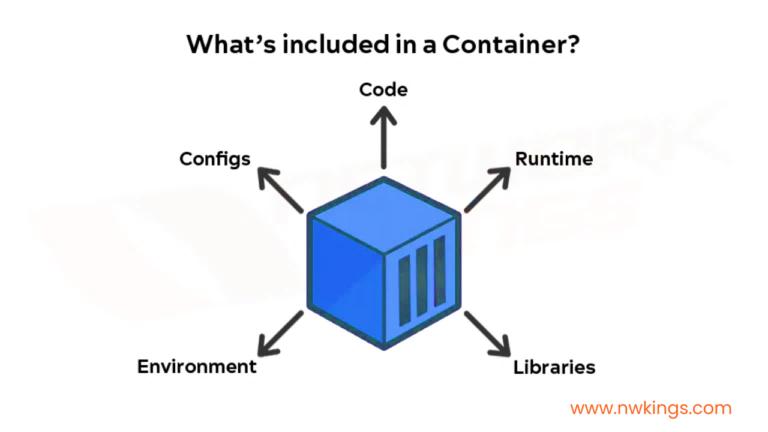 What's included in a Container?
Code
Configs
Runtime
Environment
Libraries
www.nwkings.com